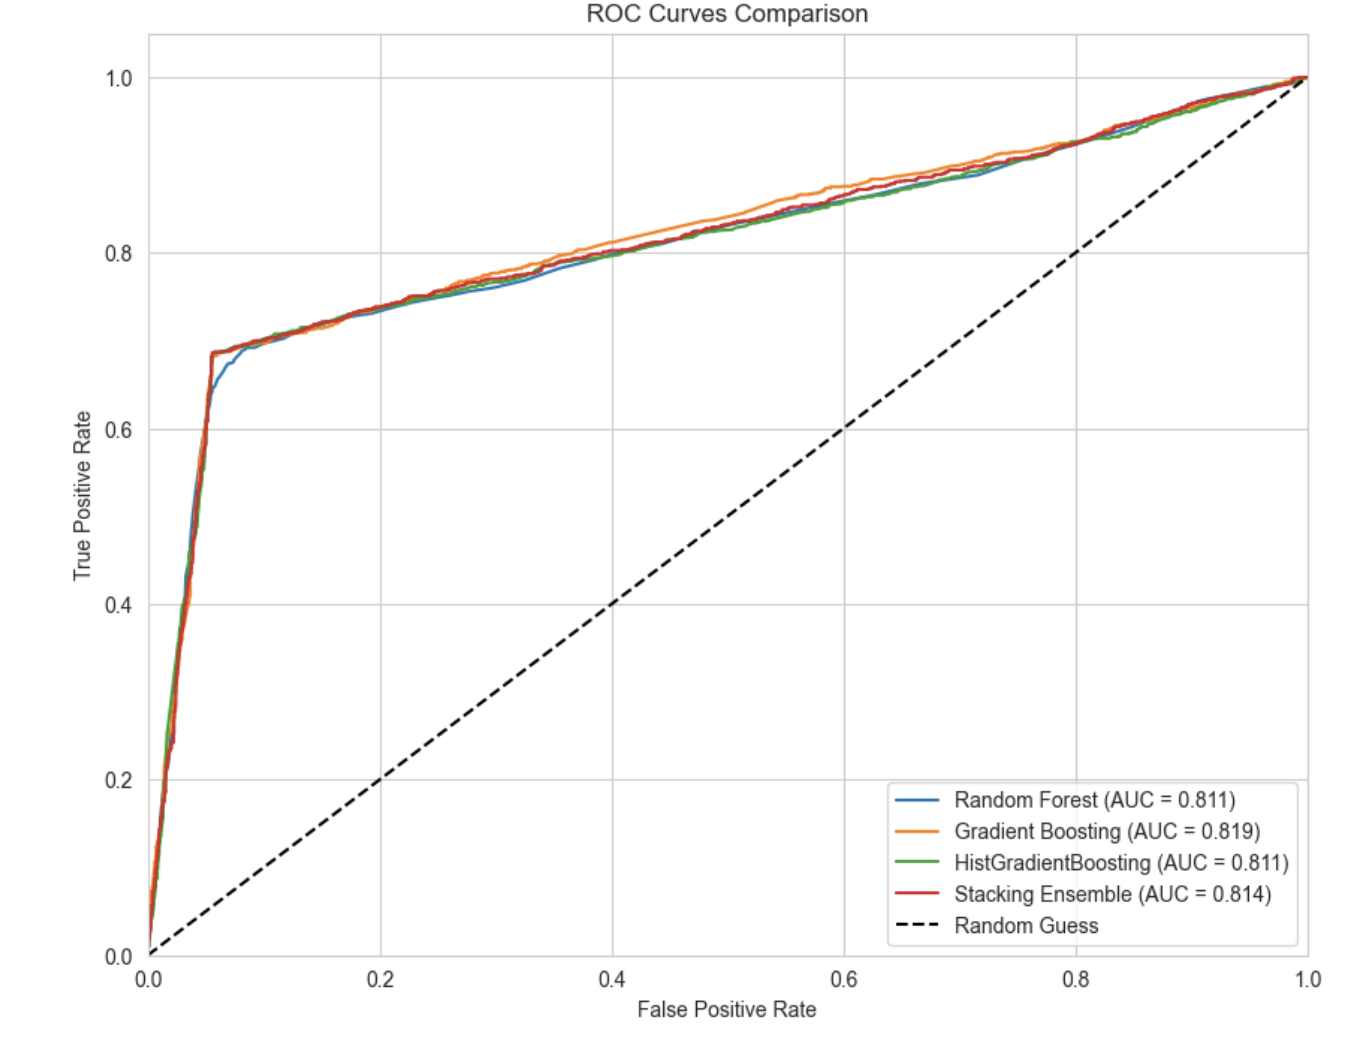 ROC Curves Comparison
1.0
0.8
0.6
0.4
0.2
0.0
True Positive Rate
0.0 0.2 0.4 0.6 0.8 1.0
False Positive Rate
Random Forest (AUC = 0.811)
Gradient Boosting (AUC = 0.819)
HistGradientBoosting (AUC = 0.811)
Stacking Ensemble (AUC = 0.814)
Random Guess